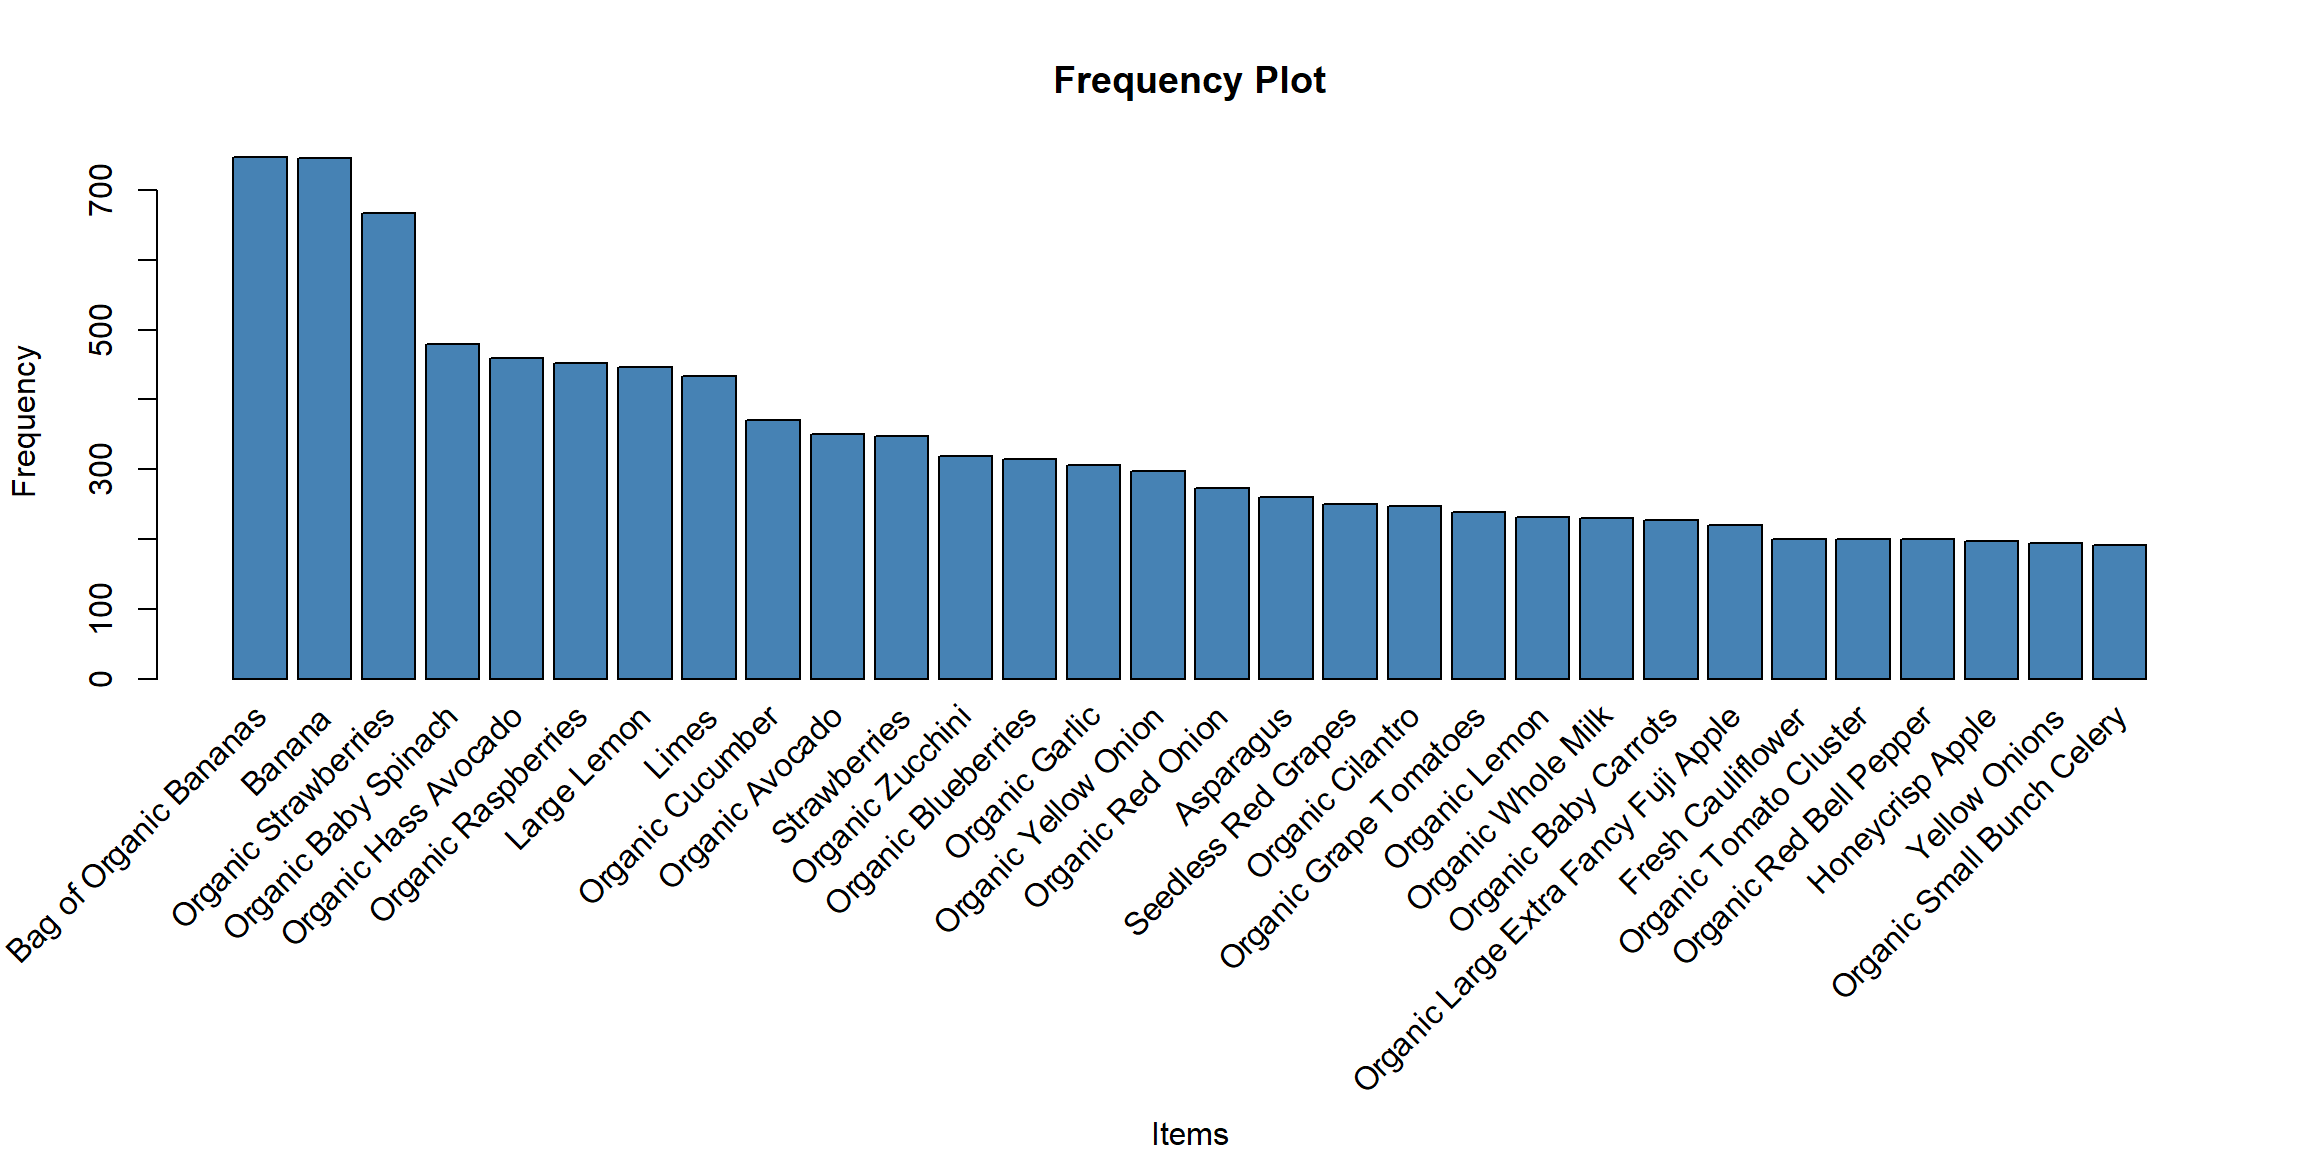 Frequency Plot
Frequency
700
500
300
100
0
Bag of Organic Bananas
Banana
Organic Strawberries
Organic Baby Spinach
Organic Hass Avocado
Organic Raspberries
Large Lemon
Limes
Organic Cucumber
Organic Avocado
Strawberries
Organic Zucchini
Organic Blueberries
Organic Garlic
Organic Yellow Onion
Organic Red Onion
Asparagus
Seedless Red Grapes
Organic Cilantro
Organic Grape Tomatoes
Organic Lemon
Organic Whole Milk
Organic Baby Carrots
Organic Large Extra Fancy Fuji Apple
Fresh Cauliflower
Organic Tomato Cluster
Organic Red Bell Pepper
Honeycrisp Apple
Yellow Onions
Organic Small Bunch Celery
Items